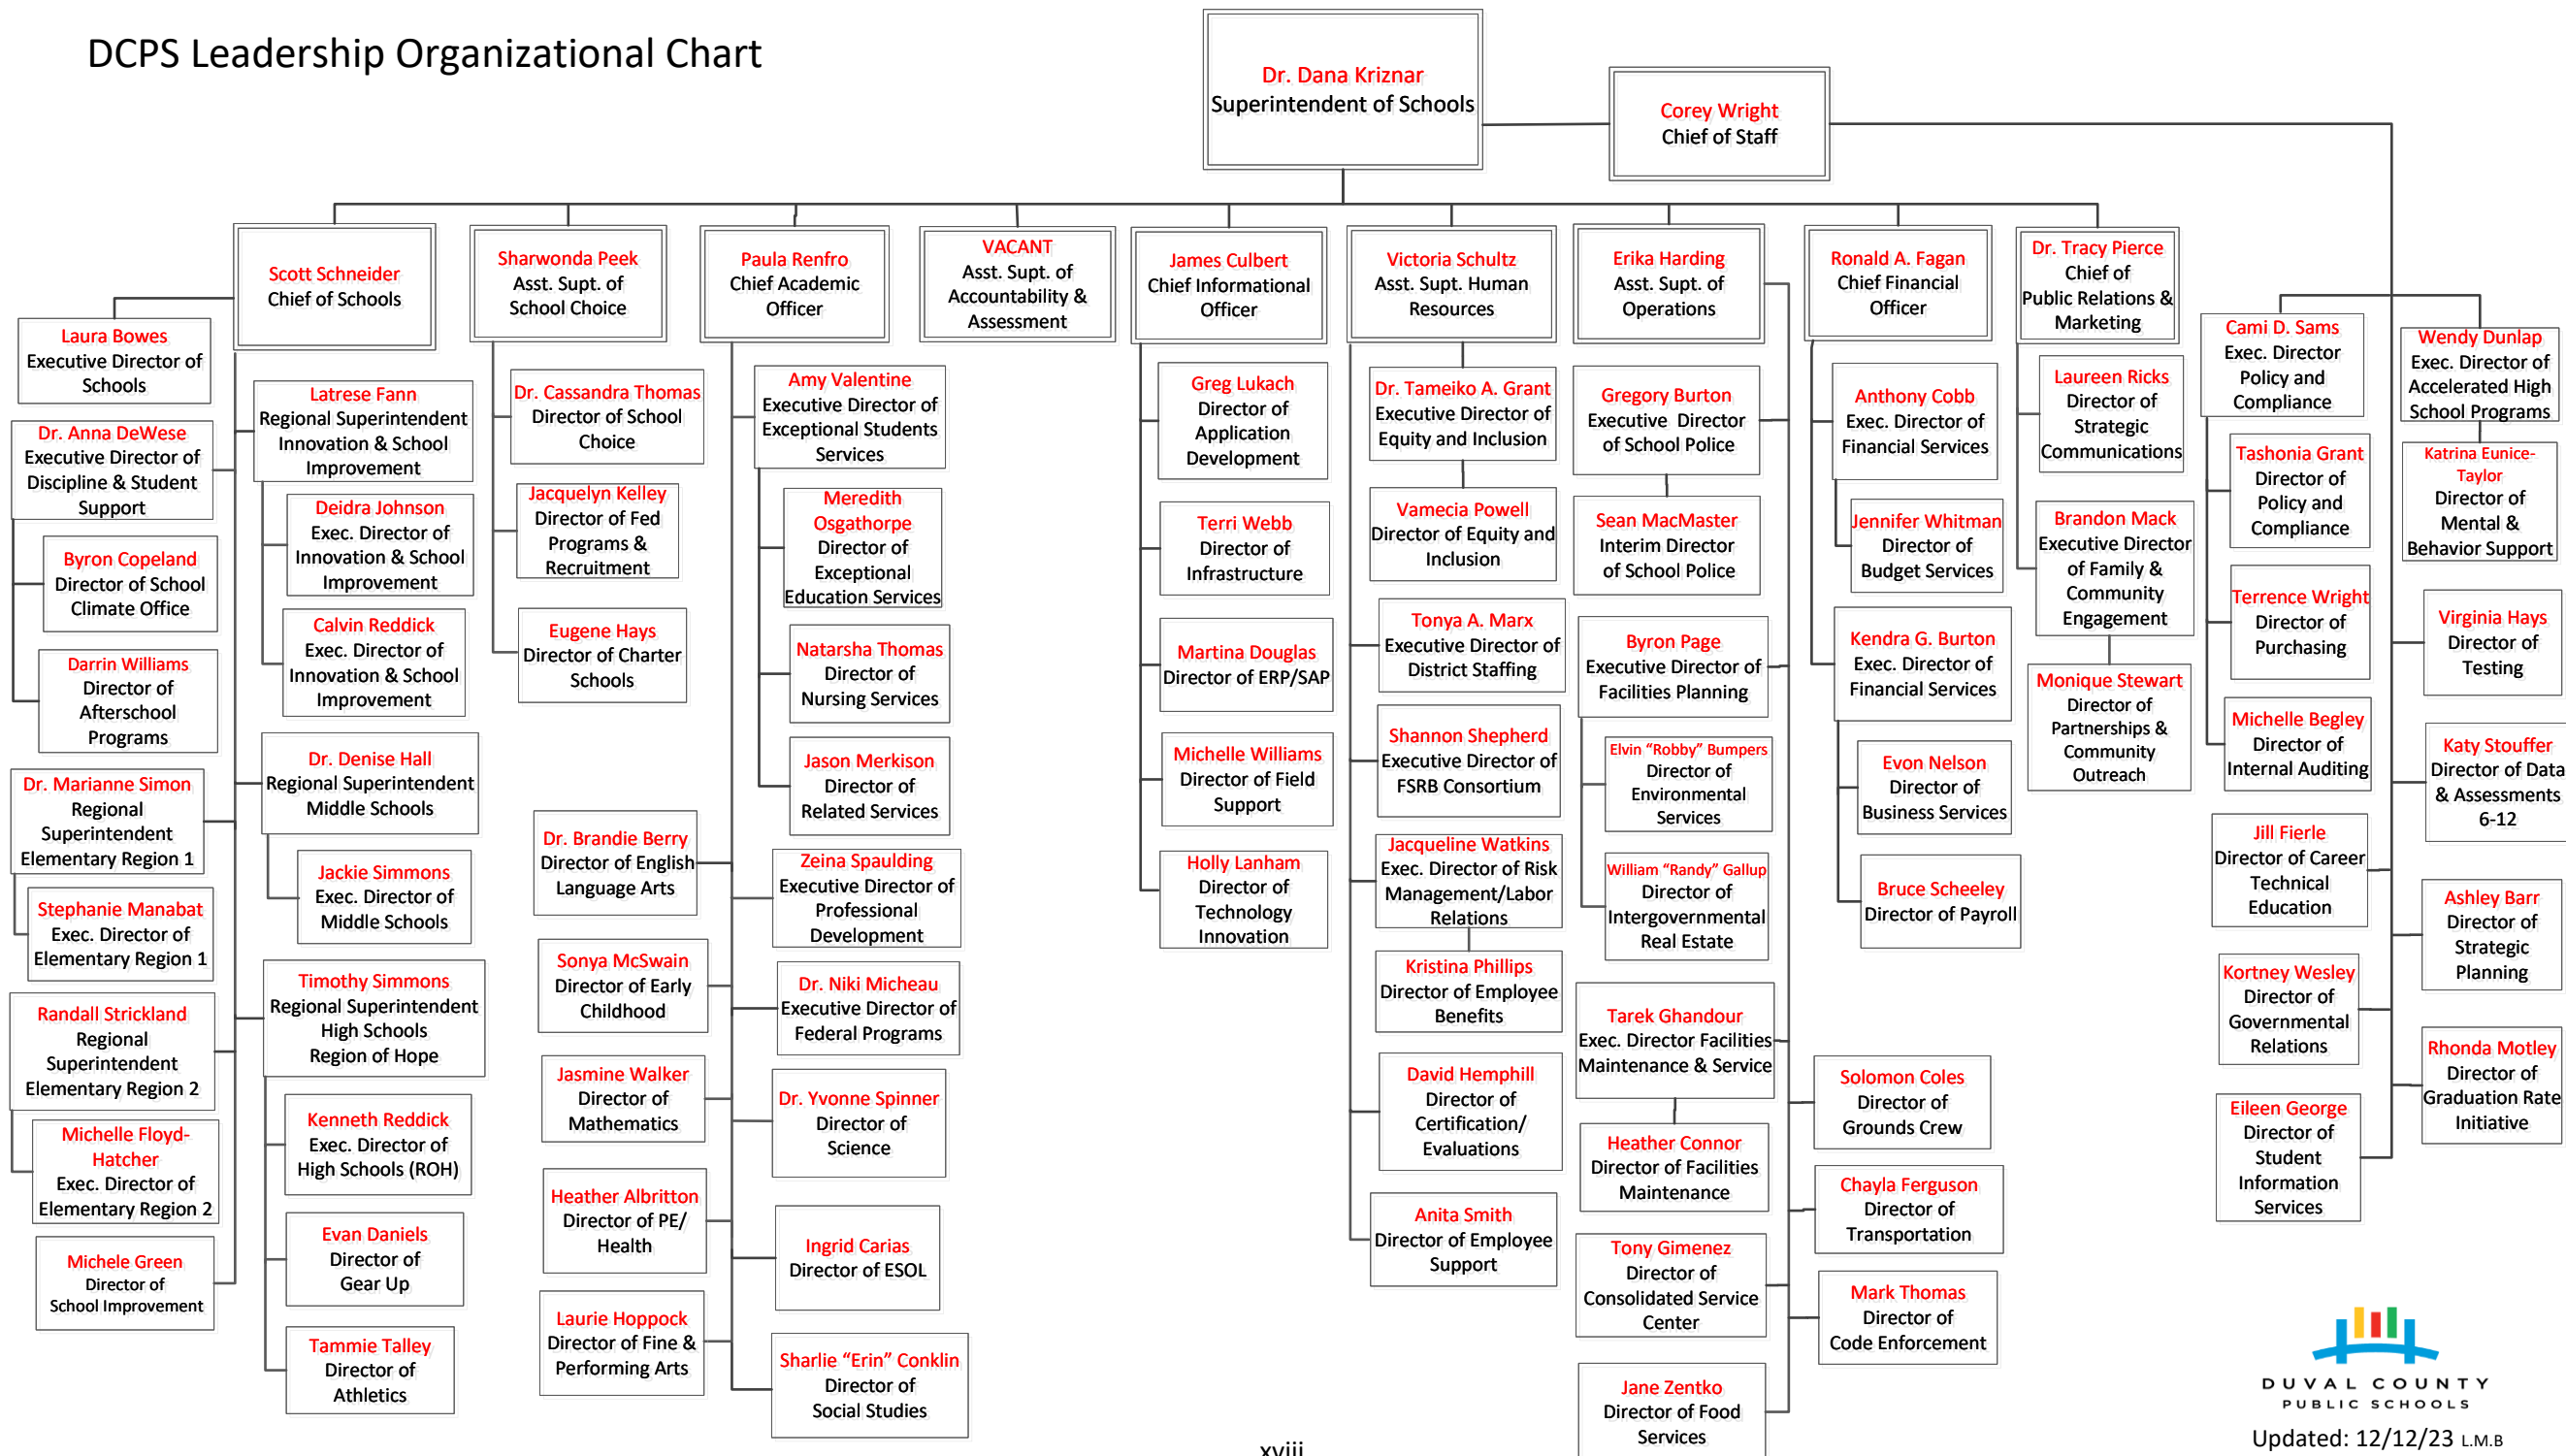 DCPS Leadership Organizational Chart
Dr. Dana Kriznar
Superintendent of Schools
Corey Wright
Chief of Staff
Scott Schneider
Chief of Schools
Laura Bowes
Executive Director of
Schools
Dr. Anna DeWese
Executive Director of
Discipline & Student
Support
Byron Copeland
Director of School
Climate Office
Darrin Williams
Director of
Afterschool
Programs
Dr. Marianne Simon
Regional
Superintendent
Elementary Region 1
Stephanie Manabat
Exec. Director of
Elementary Region 1
Randall Strickland
Regional
Superintendent
Elementary Region 2
Michelle Floyd-
Hatcher
Exec. Director of
Elementary Region 2
Michele Green
Director of
School Improvement
Latrese Fann
Regional Superintendent
Innovation & School
Improvement
Deidra Johnson
Exec. Director of
Innovation & School
Improvement
Calvin Reddick
Exec. Director of
Innovation & School
Improvement
Dr. Denise Hall
Regional Superintendent
Middle Schools
Jackie Simmons
Exec. Director of
Middle Schools
Timothy Simmons
Regional Superintendent
High Schools
Region of Hope
Kenneth Reddick
Exec. Director of
High Schools (ROH)
Evan Daniels
Director of
Gear Up
Tammie Talley
Director of
Athletics
Sharwonda Peek
Asst. Supt. of
School Choice
Dr. Cassandra Thomas
Director of School
Choice
Jacquelyn Kelley
Director of Fed
Programs &
Recruitment
Eugene Hays
Director of Charter
Schools
Paula Renfro
Chief Academic
Officer
Amy Valentine
Executive Director of
Exceptional Students
Services
Meredith
Osgathorpe
Director of
Exceptional
Education Services
Natarsha Thomas
Director of
Nursing Services
Jason Merkison
Director of
Related Services
Dr. Brandie Berry
Director of English
Language Arts
Sonya McSwain
Director of Early
Childhood
Jasmine Walker
Director of
Mathematics
Heather Albritton
Director of PE/
Health
Laurie Hoppock
Director of Fine &
Performing Arts
Zeina Spaulding
Executive Director of
Professional
Development
Dr. Niki Micheau
Executive Director of
Federal Programs
Dr. Yvonne Spinner
Director of
Science
Ingrid Carias
Director of ESOL
Sharlie “Erin” Conklin
Director of
Social Studies
VACANT
Asst. Supt. of
Accountability &
Assessment
James Culbert
Chief Informational
Officer
Greg Lukach
Director of
Application
Development
Terri Webb
Director of
Infrastructure
Martina Douglas
Director of ERP/SAP
Michelle Williams
Director of Field
Support
Holly Lanham
Director of
Technology
Innovation
Victoria Schultz
Asst. Supt. Human
Resources
Dr. Tameiko A. Grant
Executive Director of
Equity and Inclusion
Vamecia Powell
Director of Equity and
Inclusion
Tonya A. Marx
Executive Director of
District Staffing
Shannon Shepherd
Executive Director of
FSRB Consortium
Jacqueline Watkins
Exec. Director of Risk
Management/Labor
Relations
Kristina Phillips
Director of Employee
Benefits
David Hemphill
Director of
Certification/
Evaluations
Anita Smith
Director of Employee
Support
Erika Harding
Asst. Supt. of
Operations
Gregory Burton
Executive Director
of School Police
Sean MacMaster
Interim Director
of School Police
Byron Page
Executive Director of
Facilities Planning
Elvin “Robby” Bumpers
Director of
Environmental
Services
William “Randy” Gallup
Director of
Intergovernmental
Real Estate
Tarek Ghandour
Exec. Director Facilities
Maintenance & Service
Heather Connor
Director of Facilities
Maintenance
Tony Gimenez
Director of
Consolidated Service
Center
Jane Zentko
Director of Food
Services
Solomon Coles
Director of
Grounds Crew
Chayla Ferguson
Director of
Transportation
Mark Thomas
Director of
Code Enforcement
Ronald A. Fagan
Chief Financial
Officer
Anthony Cobb
Exec. Director of
Financial Services
Jennifer Whitman
Director of
Budget Services
Kendra G. Burton
Exec. Director of
Financial Services
Evon Nelson
Director of
Business Services
Bruce Scheeley
Director of Payroll
Dr. Tracy Pierce
Chief of
Public Relations &
Marketing
Laureen Ricks
Director of
Strategic
Communications
Brandon Mack
Executive Director
of Family &
Community
Engagement
Monique Stewart
Director of
Partnerships &
Community
Outreach
Cami D. Sams
Exec. Director
Policy and
Compliance
Tashonia Grant
Director of
Policy and
Compliance
Terrence Wright
Director of
Purchasing
Michelle Begley
Director of
Internal Auditing
Jill Fierle
Director of Career
Technical
Education
Kortney Wesley
Director of
Governmental
Relations
Eileen George
Director of
Student
Information
Services
Wendy Dunlap
Exec. Director of
Accelerated High
School Programs
Katrina Eunice-
Taylor
Director of
Mental &
Behavior Support
Virginia Hays
Director of
Testing
Katy Stouffer
Director of Data
& Assessments
6-12
Ashley Barr
Director of
Strategic
Planning
Rhonda Motley
Director of
Graduation Rate
Initiative
DUVAL COUNTY
PUBLIC SCHOOLS
Updated: 12/12/23 L.M.B
xviii